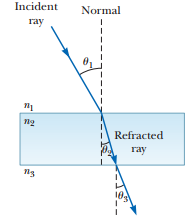 Incident Normal
ray
θ1
n1
n2
Refracted
θ2 ray
n3
θ3